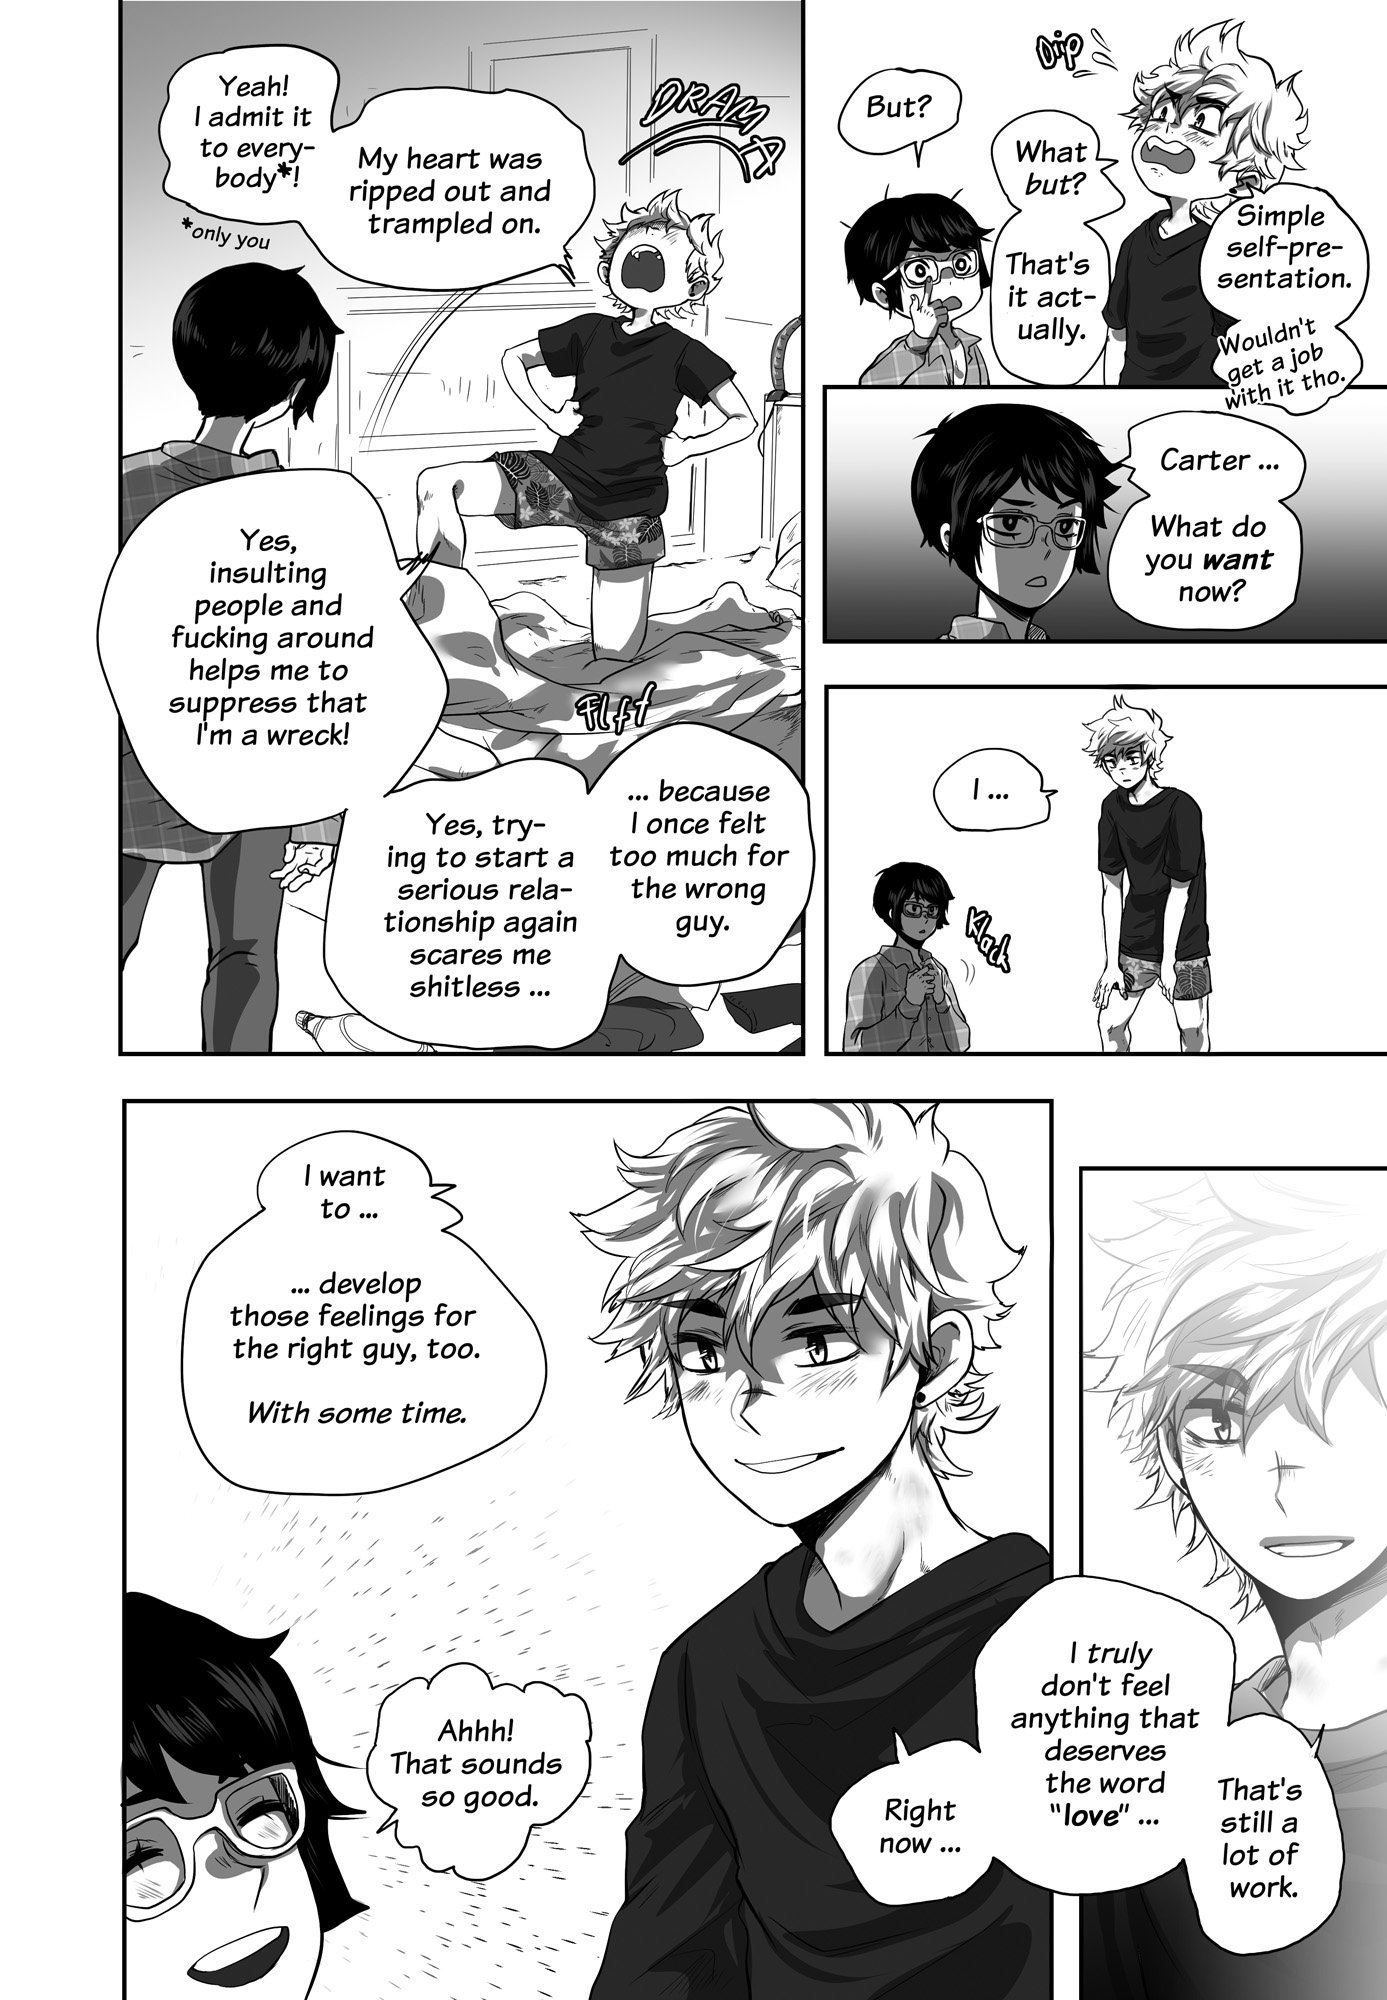 Yeah!
I admit it
to every-
body*!
*only you
My heart was
ripped out and
trampled on.
DRAMA
Yes,
insulting
people and
fucking around
helps me to
suppress that
I'm a wreck!
Flft
Yes, try-
ing to start a
serious rela-
tionship again
scares me
shitless ...
... because
I once felt
too much for
the wrong
guy.
But?
Diip
What
but?
That's
it act-
ually.
Simple
self-pre-
sentation.
Wouldn't
get a job
with it tho.
Carter ...
What do
you want
now?
I ...
Klack
I want
to ...
... develop
those feelings for
the right guy, too.
With some time.
Ahhh!
That sounds
so good.
Right
now ...
I truly
don't feel
anything that
deserves
the word
"love" ...
That's
still a
lot of
work.